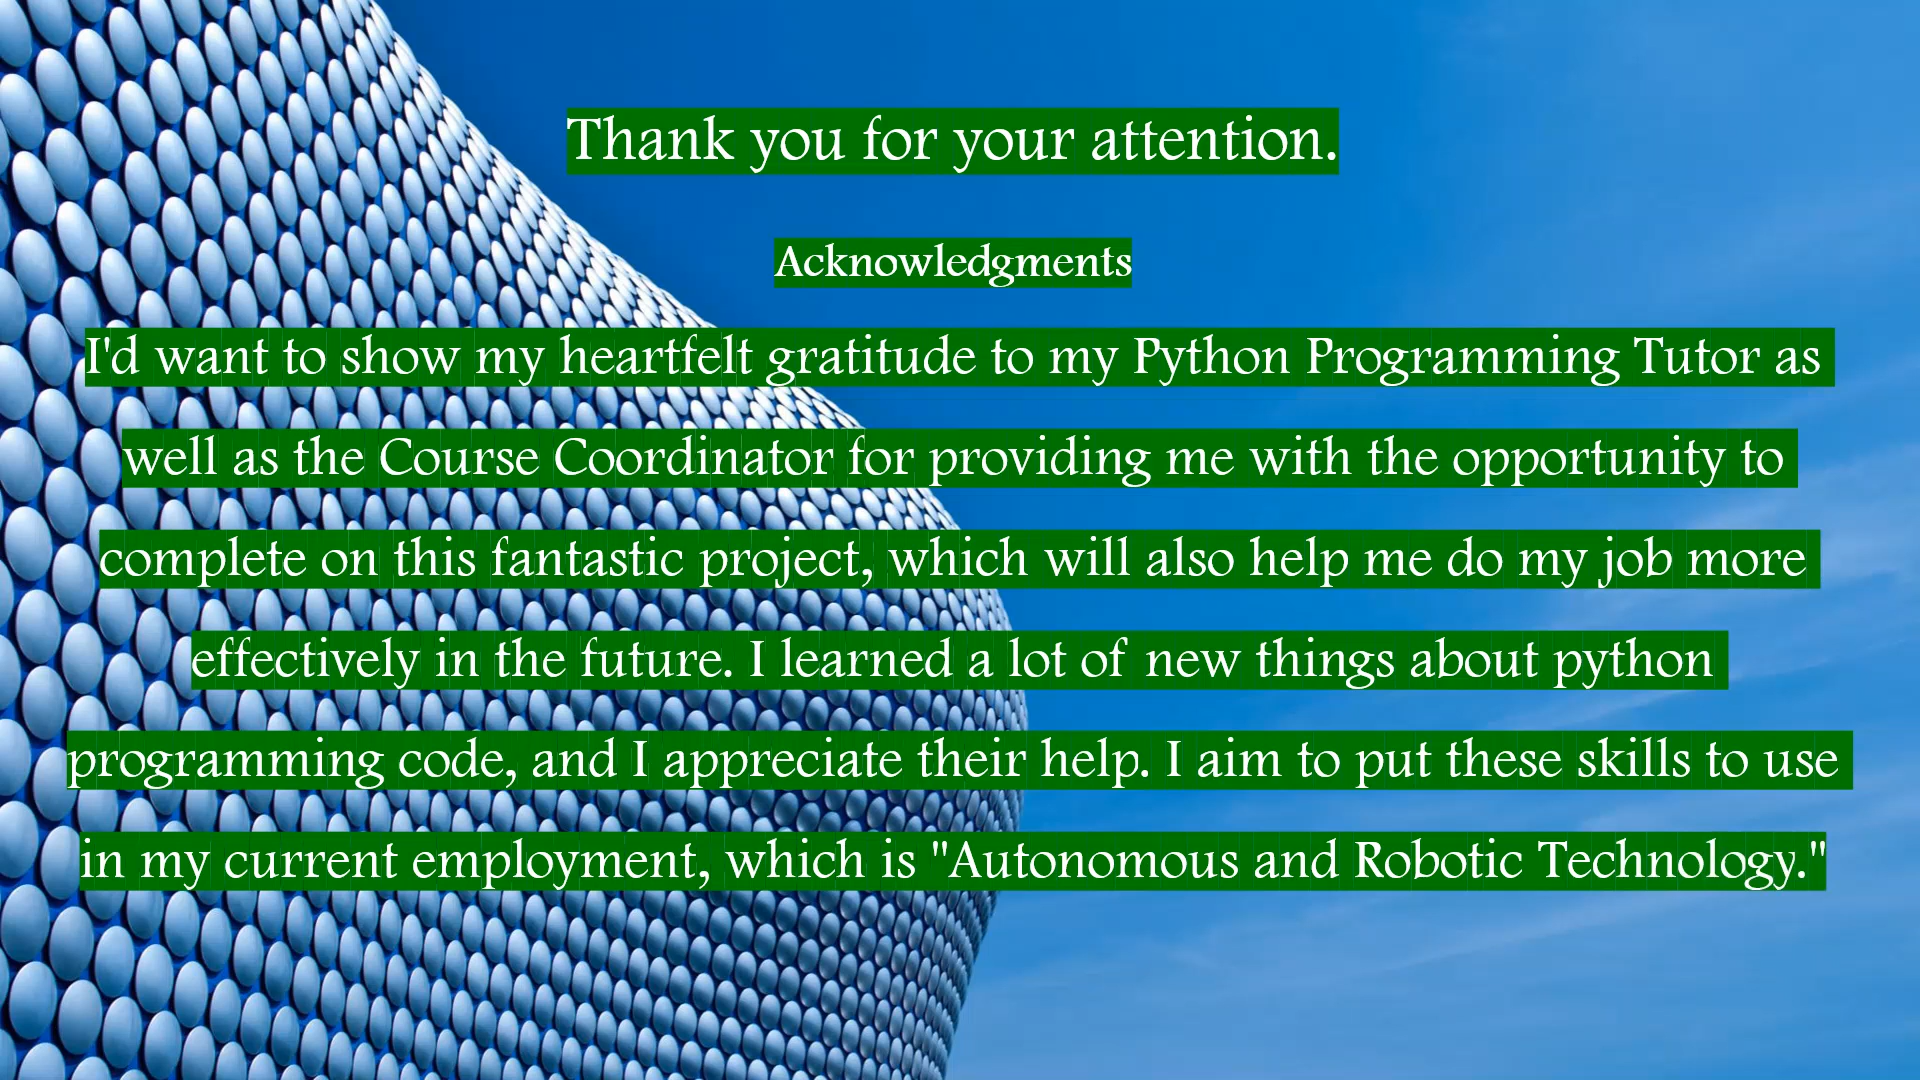 Thank you for your attention.
Acknowledgments
I'd want to show my heartfelt gratitude to my Python Programming Tutor as
well as the Course Coordinator for providing me with the opportunity to
complete on this fantastic project, which will also help me do my job more
effectively in the future. I learned a lot of new things about python
programming code, and I appreciate their help. I aim to put these skills to use
in my current employment, which is "Autonomous and Robotic Technology."